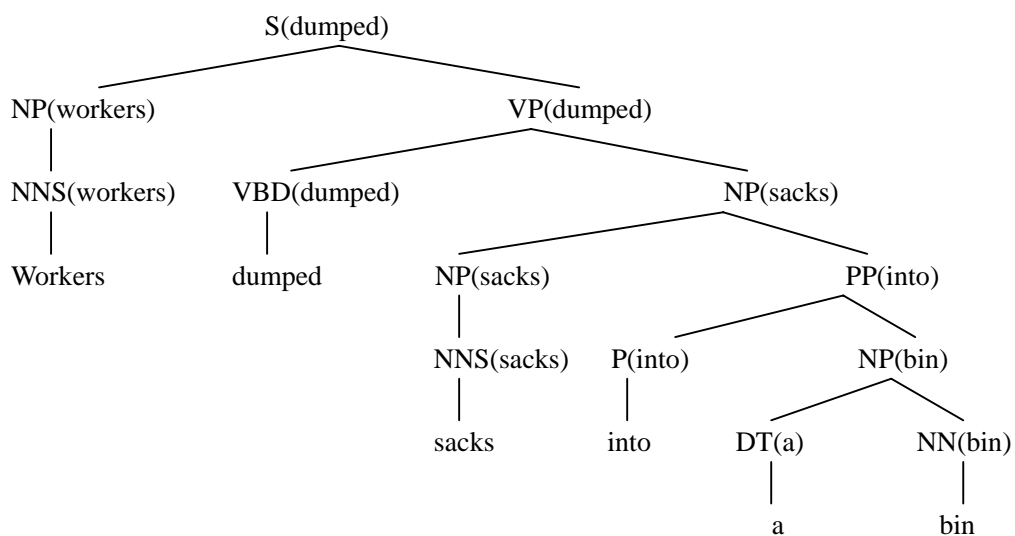 S(dumped)
NP(workers) VP(dumped)
NNS(workers) VBD(dumped) NP(sacks)
Workers dumped NP(sacks) PP(into)
NNS(sacks) P(into) NP(bin)
sacks into DT(a) NN(bin)
a bin